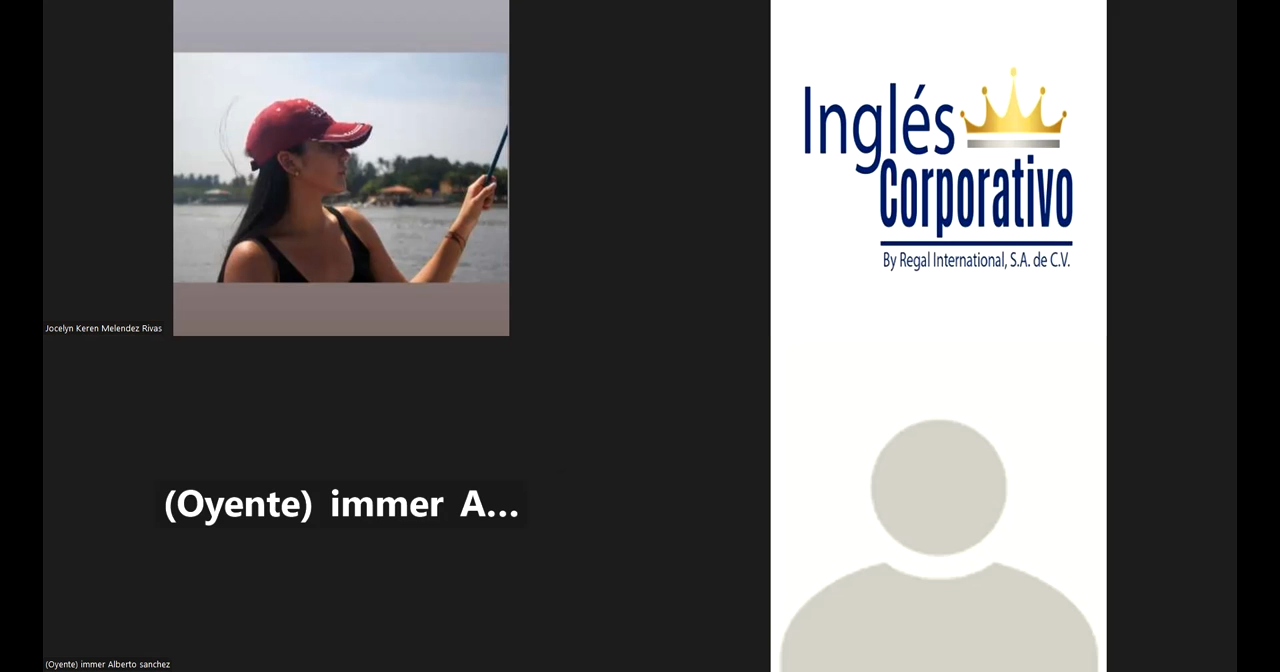 Inglés
Corporativo
By Regal International, S.A. de C.V.
Jocelyn Keren Melendez Rivas
(Oyente) immer A...
(Oyente) immer Alberto sanchez